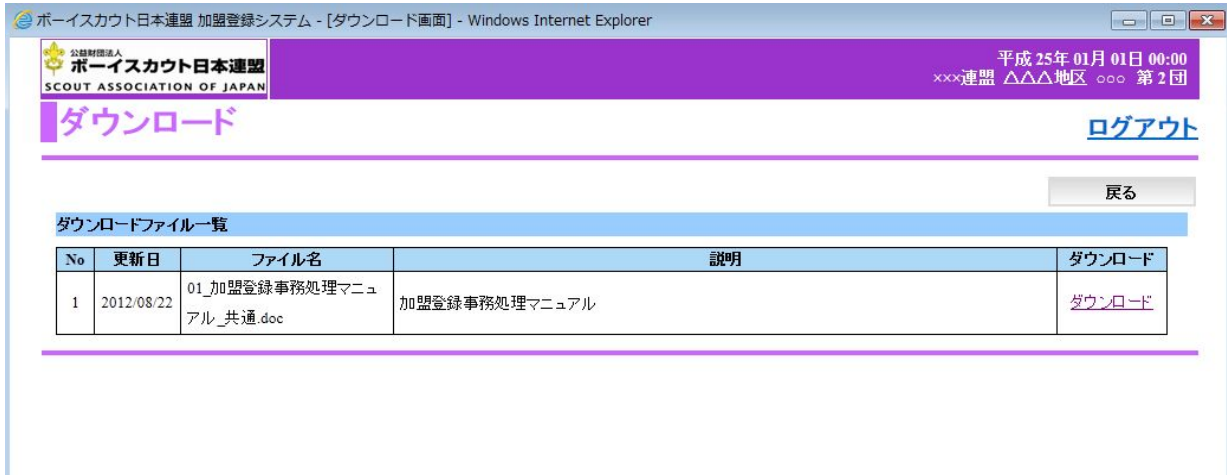 ボーイスカウト日本連盟 加盟登録システム - [ダウンロード画面] - Windows Internet Explorer
公益財団法人
ボーイスカウト日本連盟
SCOUT ASSOCIATION OF JAPAN
平成 25年 01月 01日 00:00
×××連盟 △△△地区 ○○○ 第2団
ダウンロード
ログアウト
戻る
ダウンロードファイル一覧
No 更新日 ファイル名 説明 ダウンロード
1 2012/08/22 01_加盟登録事務処理マニュ
アル_共通.doc
加盟登録事務処理マニュアル ダウンロード